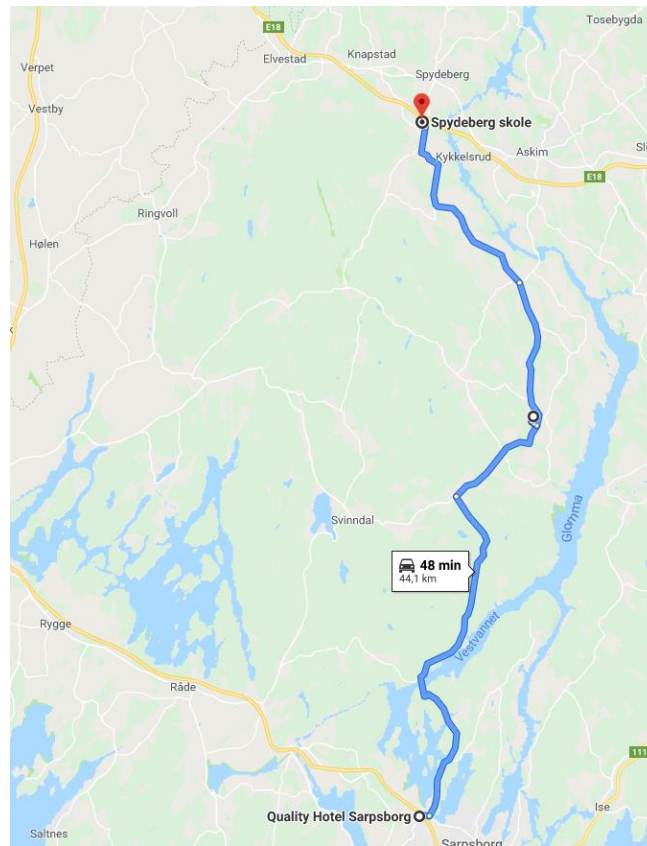 Tosebygda
E18
Knapstad
Elvestad
Verpet
Spydeberg
Vestby
Spydeberg skole
Kykkelsrud
Askim
E18
Ringvoll
Hølen
Glomma
Svinndal
48 min
44,1 km
Vestvannet
Rygge
Råde
111
Ise
Quality Hotel Sarpsborg
Saltnes
Sarpsborg